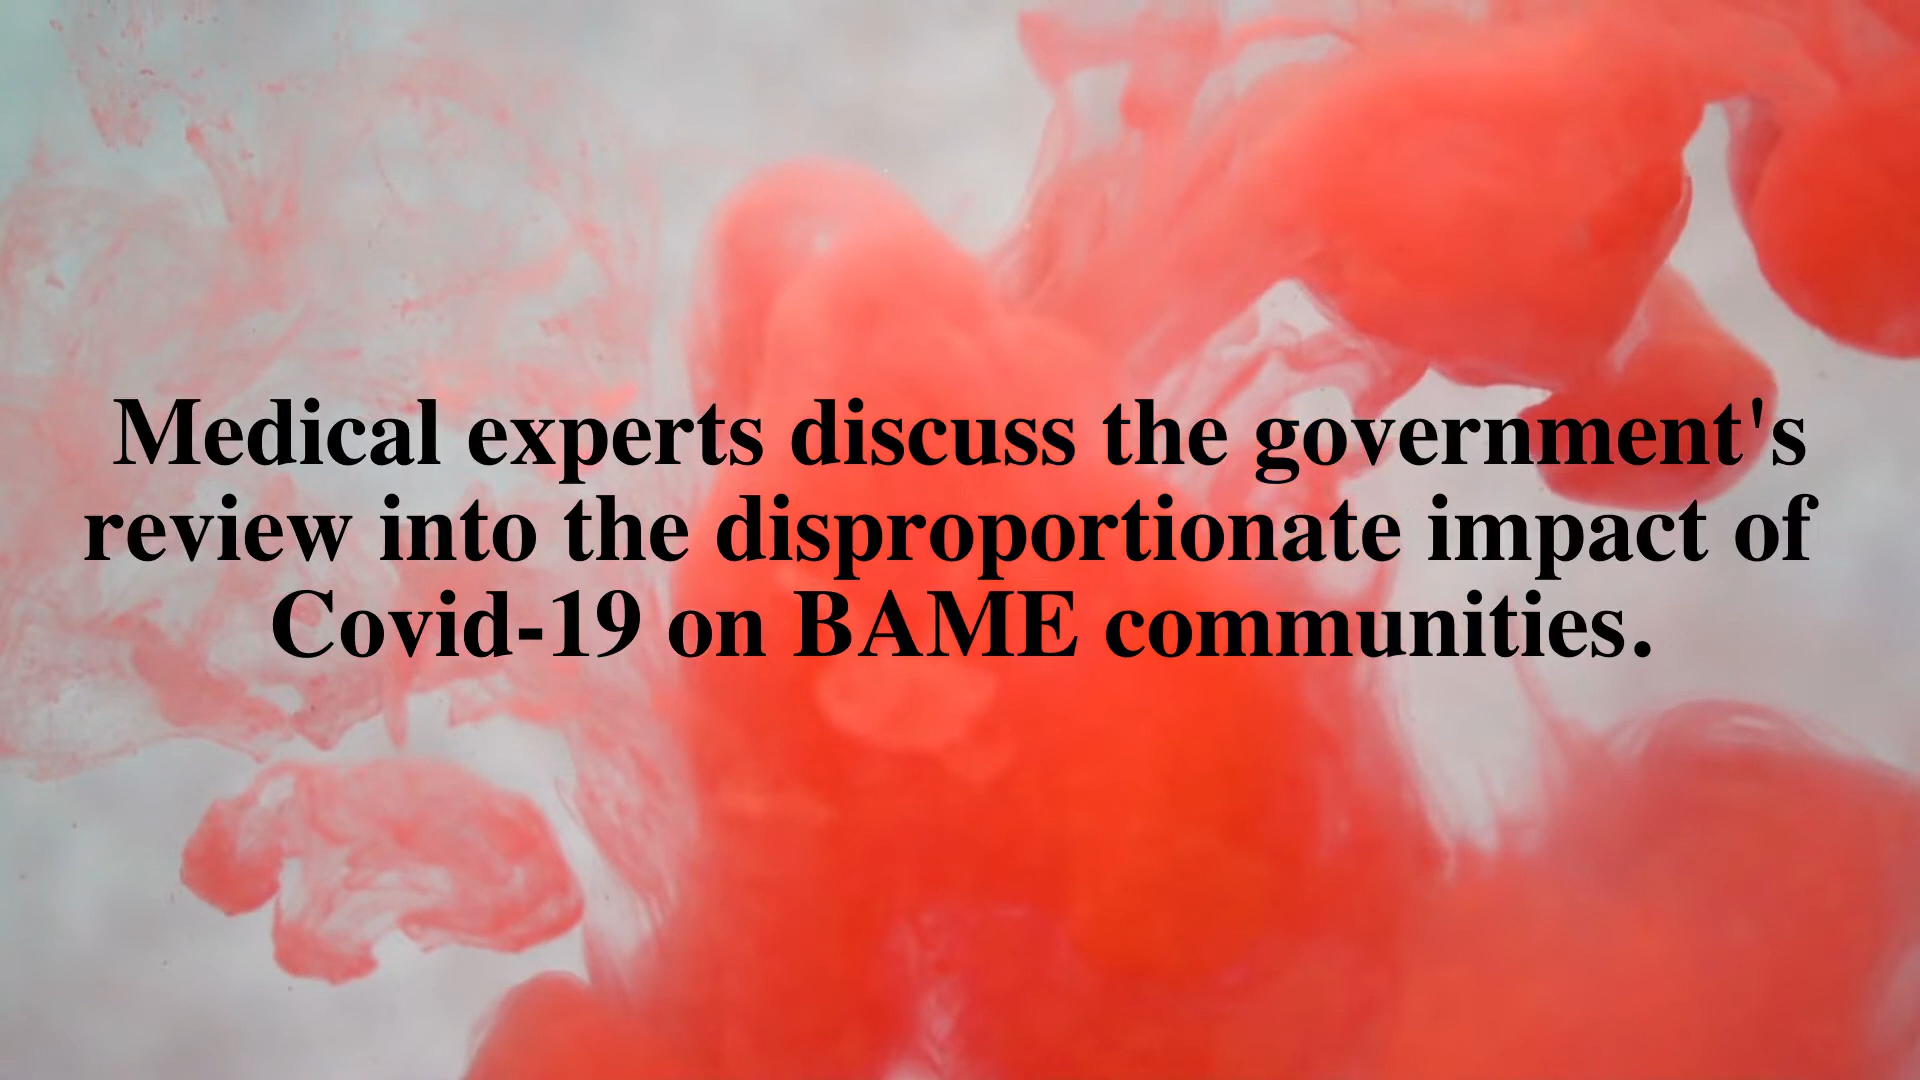 Medical experts discuss the government's
review into the disproportionate impact of
Covid-19 on BAME communities.